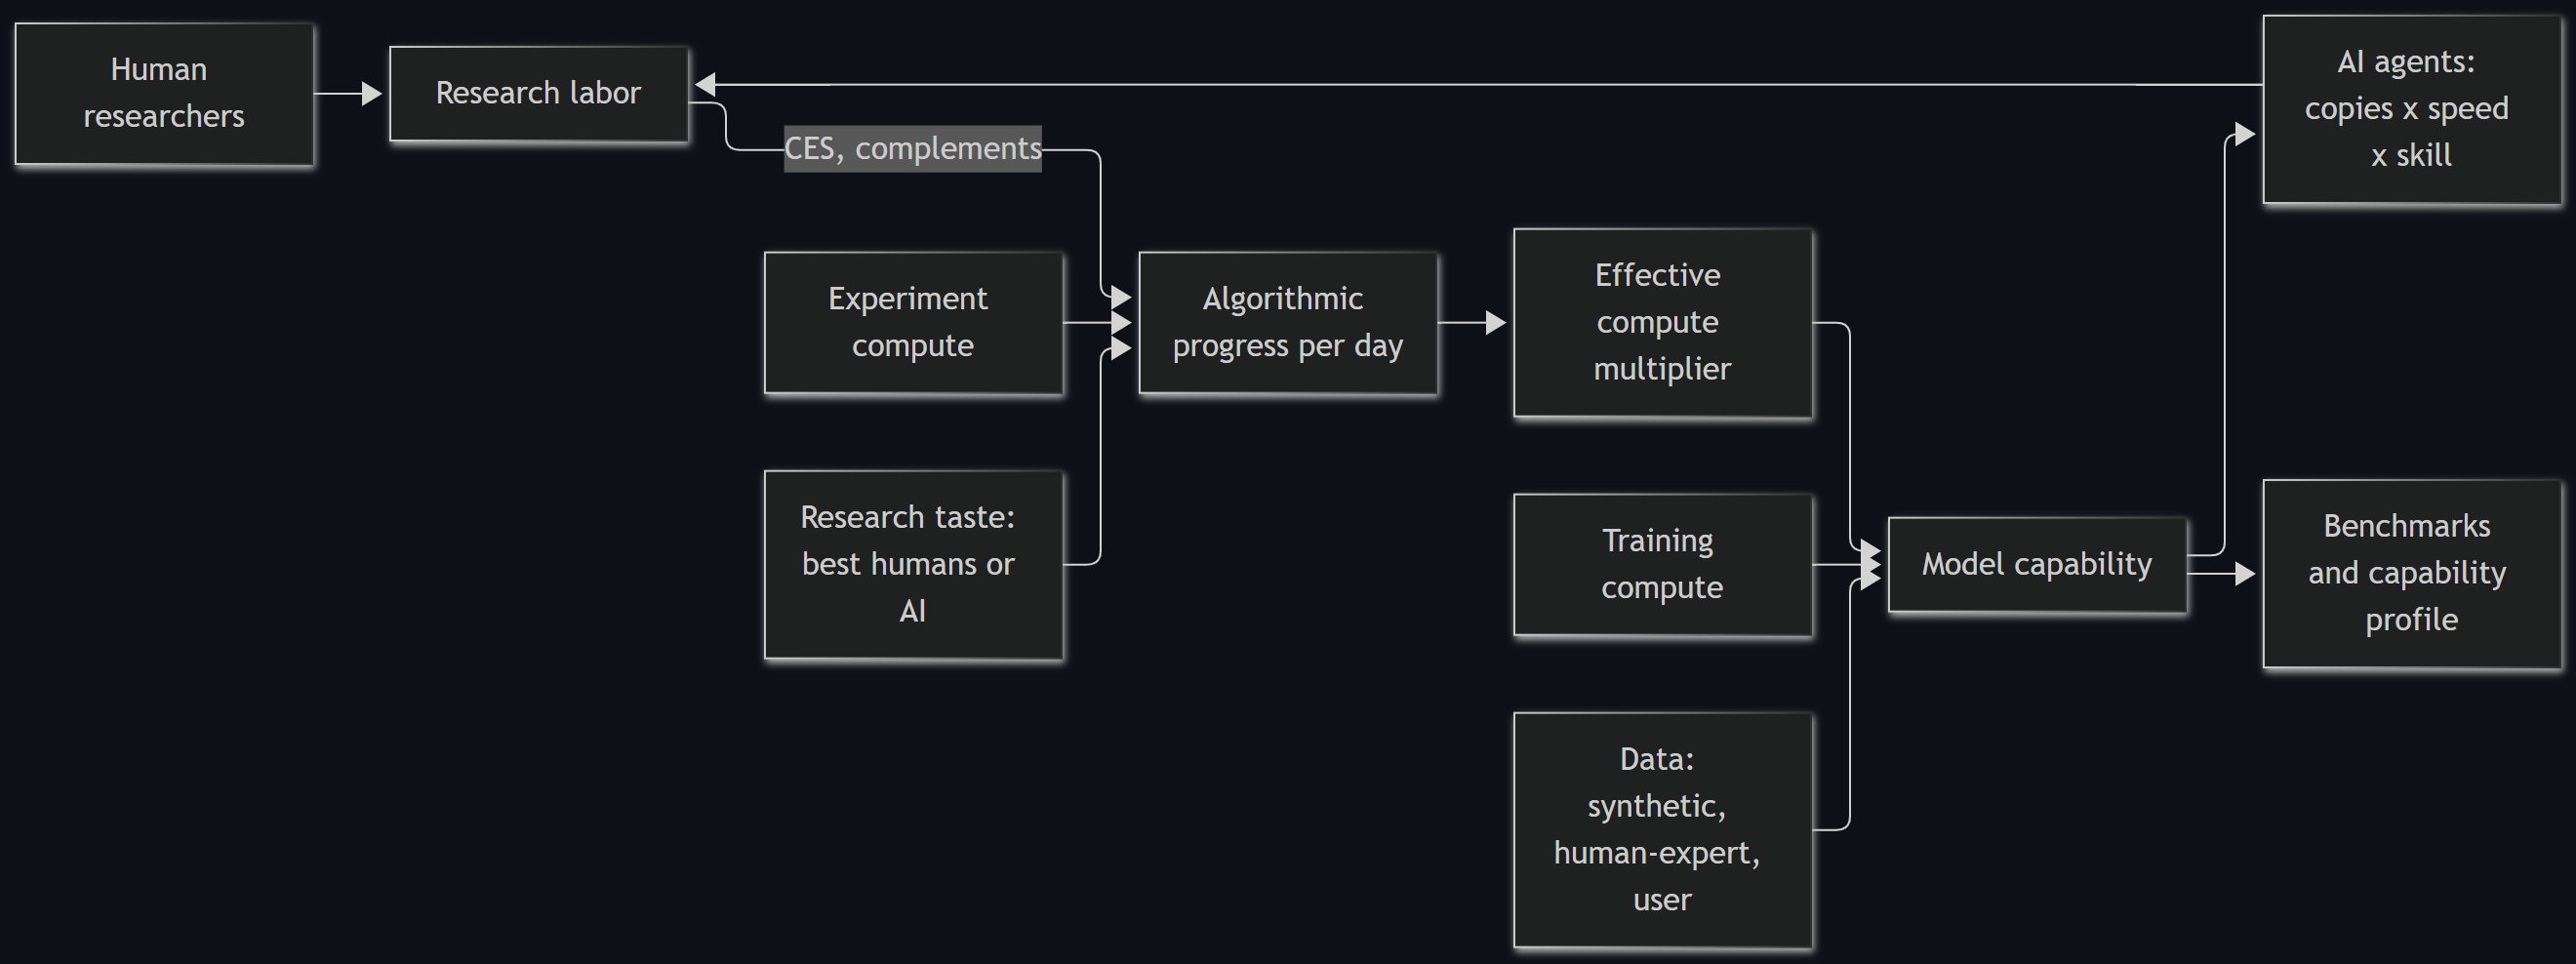 Human
researchers
Research labor
AI agents:
copies x speed
x skill
CES, complements
Experiment
compute
Algorithmic
progress per day
Effective
compute
multiplier
Research taste:
best humans or
AI
Training
compute
Model capability
Benchmarks
and capability
profile
Data:
synthetic,
human-expert,
user